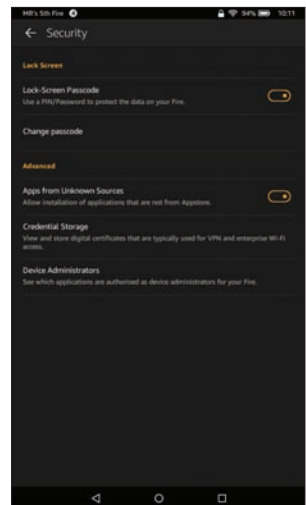 MR's 5th Fire 94% 10:11
Security
Lock Screen
Lock-Screen Passcode
Use a PIN/Password to protect the data on your Fire.
Change passcode
Advanced
Apps from Unknown Sources
Allow installation of applications that are not from Appstore.
Credential Storage
View and store digital certificates that are typically used for VPN and enterprise Wi-Fi
access.
Device Administrators
See which applications are authorised as device administrators for your Fire.